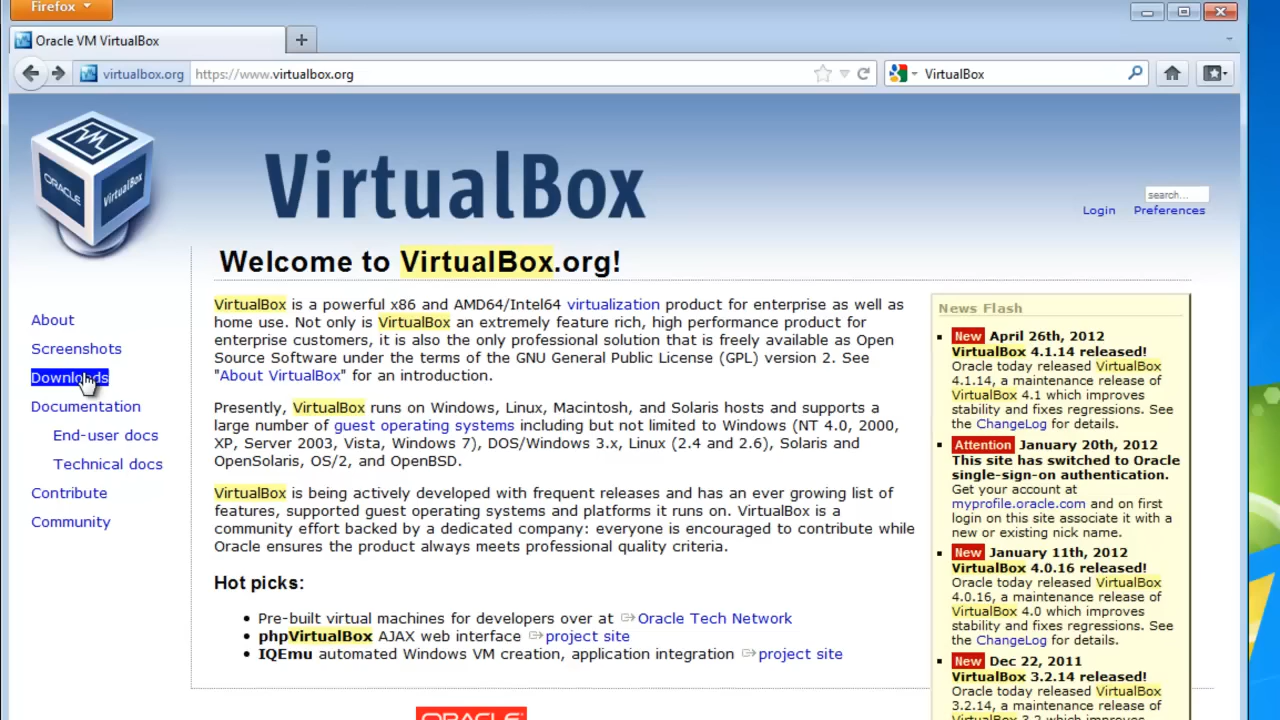 Firefox
Oracle VM VirtualBox
virtualbox.org
https://www.virtualbox.org
VirtualBox
ORACLE
VirtualBox
VirtualBox
search...
Login
Preferences
Welcome to VirtualBox.org!
About
Screenshots
Downloads
Documentation
End-user docs
Technical docs
Contribute
Community
VirtualBox is a powerful x86 and AMD64/Intel64 virtualization product for enterprise as well as
home use. Not only is VirtualBox an extremely feature rich, high performance product for
enterprise customers, it is also the only professional solution that is freely available as Open
Source Software under the terms of the GNU General Public License (GPL) version 2. See
"About VirtualBox" for an introduction.
Presently, VirtualBox runs on Windows, Linux, Macintosh, and Solaris hosts and supports a
large number of guest operating systems including but not limited to Windows (NT 4.0, 2000,
XP, Server 2003, Vista, Windows 7), DOS/Windows 3.x, Linux (2.4 and 2.6), Solaris and
OpenSolaris, OS/2, and OpenBSD.
VirtualBox is being actively developed with frequent releases and has an ever growing list of
features, supported guest operating systems and platforms it runs on. VirtualBox is a
community effort backed by a dedicated company: everyone is encouraged to contribute while
Oracle ensures the product always meets professional quality criteria.
Hot picks:
• Pre-built virtual machines for developers over at Oracle Tech Network
• phpVirtualBox AJAX web interface project site
• IQEmu automated Windows VM creation, application integration project site
News Flash
New April 26th, 2012
VirtualBox 4.1.14 released!
Oracle today released VirtualBox
4.1.14, a maintenance release of
VirtualBox 4.1 which improves
stability and fixes regressions. See
the ChangeLog for details.
Attention January 20th, 2012
This site has switched to Oracle
single-sign-on authentication.
Get your account at
myprofile.oracle.com and on first
login on this site associate it with a
new or existing nick name.
New January 11th, 2012
VirtualBox 4.0.16 released!
Oracle today released VirtualBox
4.0.16, a maintenance release of
VirtualBox 4.0 which improves
stability and fixes regressions. See
the ChangeLog for details.
New Dec 22, 2011
VirtualBox 3.2.14 released!
Oracle today released VirtualBox
3.2.14, a maintenance release of
VirtualBox 3.2 which improves
ORACLE